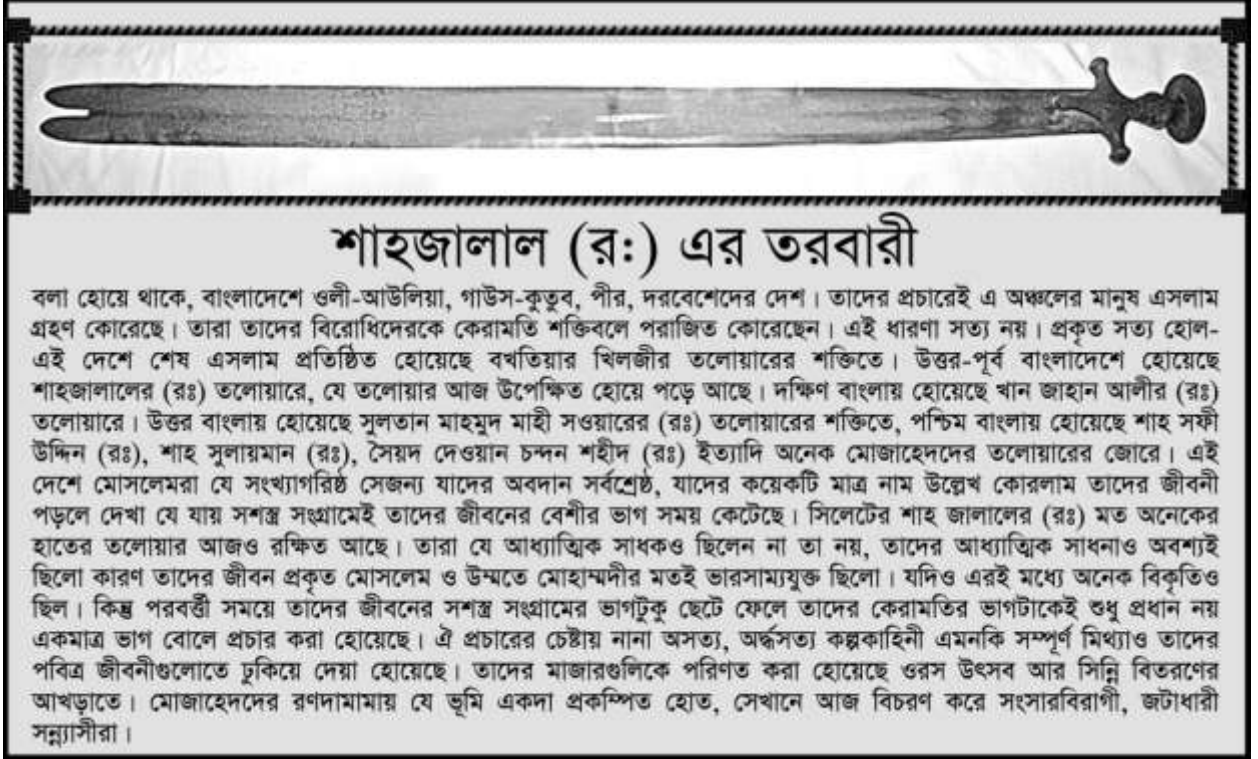 শাহজালাল (র:) এর তরবারী
বলা হোয়ে থাকে, বাংলাদেশে ওলী-আউলিয়া, গাউস-কুতুব, পীর, দরবেশেদের দেশ। তাদের প্রচারেই এ অঞ্চলের মানুষ এসলাম
গ্রহণ কোরেছে। তারা তাদের বিরোধিদেরকে কেরামতি শক্তিবলে পরাজিত কোরেছেন। এই ধারণা সত্য নয়। প্রকৃত সত্য হোল-
এই দেশে শেষ এসলাম প্রতিষ্ঠিত হোয়েছে বখতিয়ার খিলজীর তলোয়ারের শক্তিতে। উত্তর-পূর্ব বাংলাদেশে হোয়েছে
শাহজালালের (রঃ) তলোয়ারে, যে তলোয়ার আজ উপেক্ষিত হোয়ে পড়ে আছে। দক্ষিণ বাংলায় হোয়েছে খান জাহান আলীর (রঃ)
তলোয়ারে। উত্তর বাংলায় হোয়েছে সুলতান মাহমুদ মাহী সওয়ারের (রঃ) তলোয়ারের শক্তিতে, পশ্চিম বাংলায় হোয়েছে শাহ সফী
উদ্দিন (রঃ), শাহ সুলায়মান (রঃ), সৈয়দ দেওয়ান চন্দন শহীদ (রঃ) ইত্যাদি অনেক মোজাহেদদের তলোয়ারের জোরে। এই
দেশে মোসলেমরা যে সংখ্যাগরিষ্ঠ সেজন্য যাদের অবদান সর্বশ্রেষ্ঠ, যাদের কয়েকটি মাত্র নাম উল্লেখ কোরলাম তাদের জীবনী
পড়লে দেখা যে যায় সশস্ত্র সংগ্রামেই তাদের জীবনের বেশীর ভাগ সময় কেটেছে। সিলেটের শাহ জালালের (রঃ) মত অনেকের
হাতের তলোয়ার আজও রক্ষিত আছে। তারা যে আধ্যাত্মিক সাধকও ছিলেন না তা নয়, তাদের আধ্যাত্মিক সাধনাও অবশ্যই
ছিলো কারণ তাদের জীবন প্রকৃত মোসলেম ও উম্মতে মোহাম্মদীর মতই ভারসাম্যযুক্ত ছিলো। যদিও এরই মধ্যে অনেক বিকৃতিও
ছিল। কিন্তু পরবর্ত্তী সময়ে তাদের জীবনের সশস্ত্র সংগ্রামের ভাগটুকু ছেটে ফেলে তাদের কেরামতির ভাগটাকেই শুধু প্রধান নয়
একমাত্র ভাগ বোলে প্রচার করা হোয়েছে। ঐ প্রচারের চেষ্টায় নানা অসত্য, অর্দ্ধসত্য কল্পকাহিনী এমনকি সম্পূর্ণ মিথ্যাও তাদের
পবিত্র জীবনীগুলোতে ঢুকিয়ে দেয়া হোয়েছে। তাদের মাজারগুলিকে পরিণত করা হোয়েছে ওরস উৎসব আর সিন্নি বিতরণের
আখড়াতে। মোজাহেদদের রণদামামায় যে ভূমি একদা প্রকম্পিত হোত, সেখানে আজ বিচরণ করে সংসারবিরাগী, জটাধারী
সন্ন্যাসীরা।